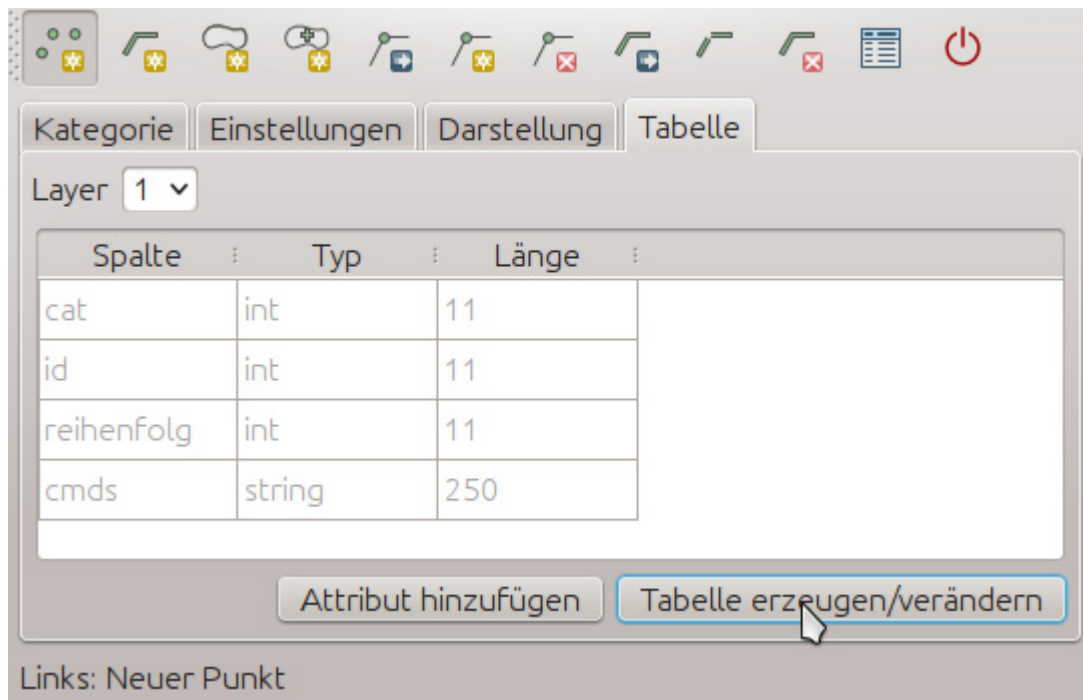 Kategorie Einstellungen Darstellung Tabelle
Layer 1
Spalte Typ Länge
cat int 11
id int 11
reihenfolg int 11
cmds string 250
Attribut hinzufügen Tabelle erzeugen/verändern
Links: Neuer Punkt